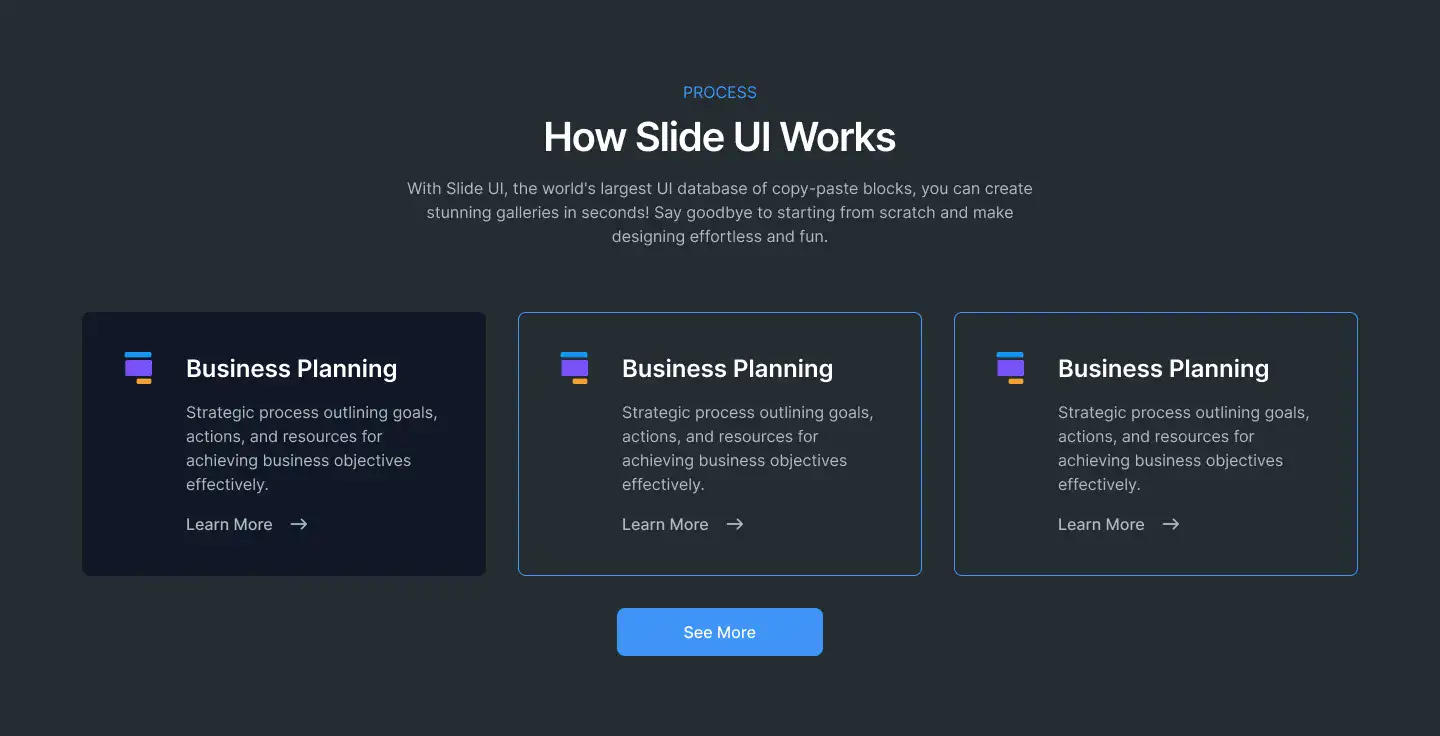 PROCESS
How Slide UI Works
With Slide UI, the world's largest UI database of copy-paste blocks, you can create
stunning galleries in seconds! Say goodbye to starting from scratch and make
designing effortless and fun.
Business Planning
Strategic process outlining goals,
actions, and resources for
achieving business objectives
effectively.
Learn More
Business Planning
Strategic process outlining goals,
actions, and resources for
achieving business objectives
effectively.
Learn More
Business Planning
Strategic process outlining goals,
actions, and resources for
achieving business objectives
effectively.
Learn More
See More